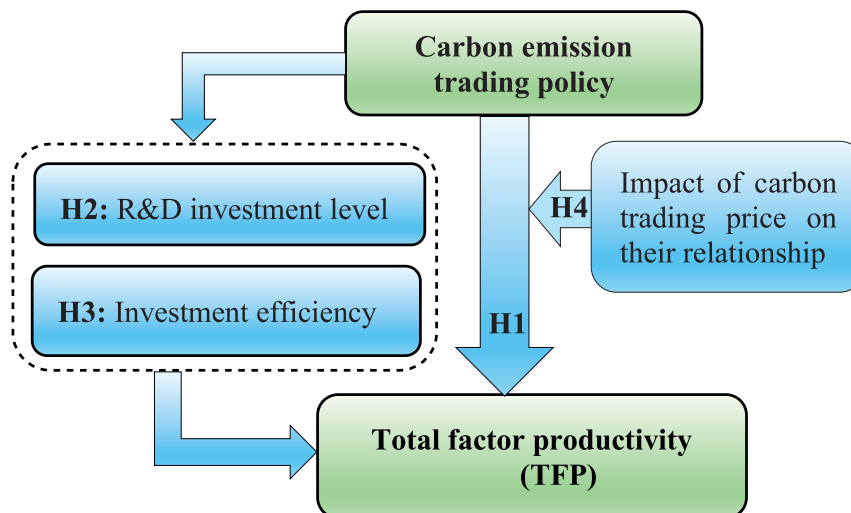 Carbon emission
trading policy
H2: R&D investment level
H3: Investment efficiency
H1
H4
Impact of carbon
trading price on
their relationship
Total factor productivity
(TFP)